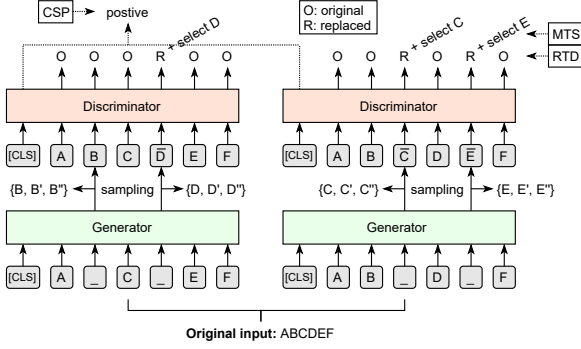 CSP
postive
O: original
R: replaced
+ select D
+ select C
+ select E
MTS
RTD
O O O R O O
O O R O R O
Discriminator
Discriminator
[CLS] A B C D̅ E F
[CLS] A B C̅ D E̅ F
{B, B', B"} sampling {D, D', D"}
{C, C', C"} sampling {E, E', E"}
Generator
Generator
[CLS] A _ C _ E F
[CLS] A B _ D _ F
Original input: ABCDEF